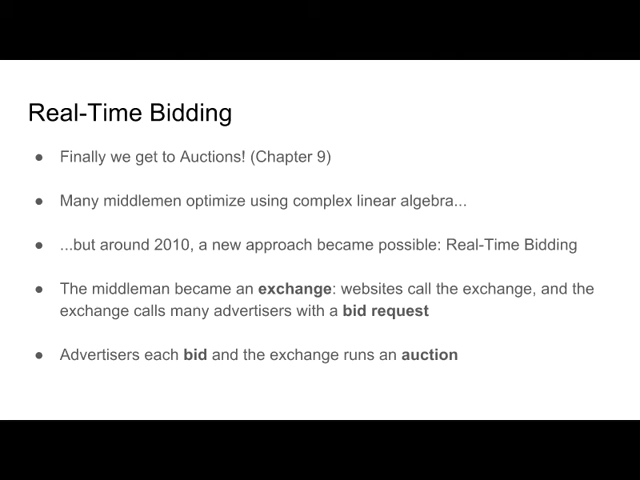 Real-Time Bidding
● Finally we get to Auctions! (Chapter 9)
● Many middlemen optimize using complex linear algebra...
● ...but around 2010, a new approach became possible: Real-Time Bidding
● The middleman became an exchange: websites call the exchange, and the
exchange calls many advertisers with a bid request
● Advertisers each bid and the exchange runs an auction